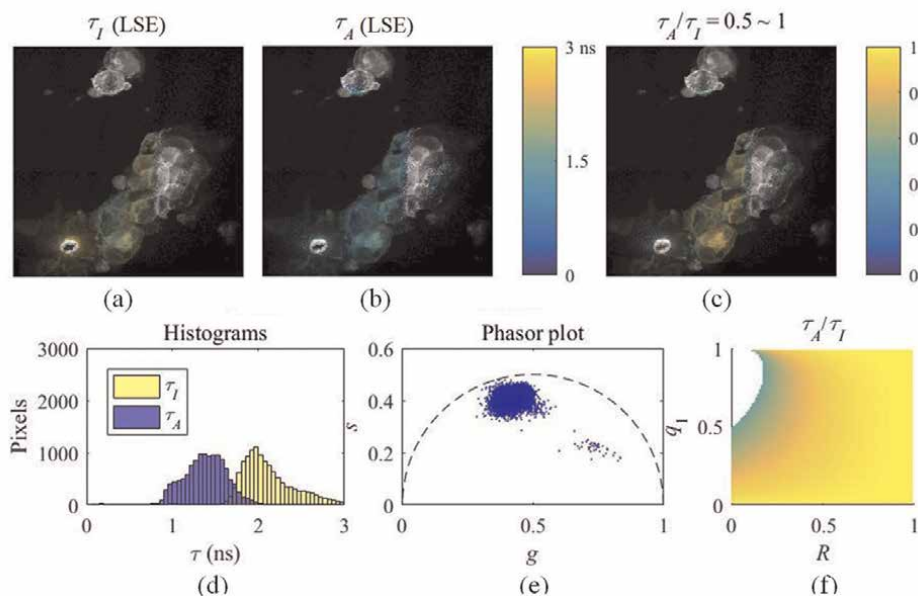 τI (LSE)
τA (LSE)
τA/τI = 0.5 ~ 1
3 ns
1.5
0
1
0
0
0
0
0
(a)
(b)
(c)
Histograms
3000
2000
1000
0
Pixels
τI
τA
0
1
2
3
τ (ns)
(d)
Phasor plot
0.6
0.4
0.2
0
s
0
0.5
1
g
(e)
τA/τI
1
0.5
0
q1
0
0.5
1
R
(f)